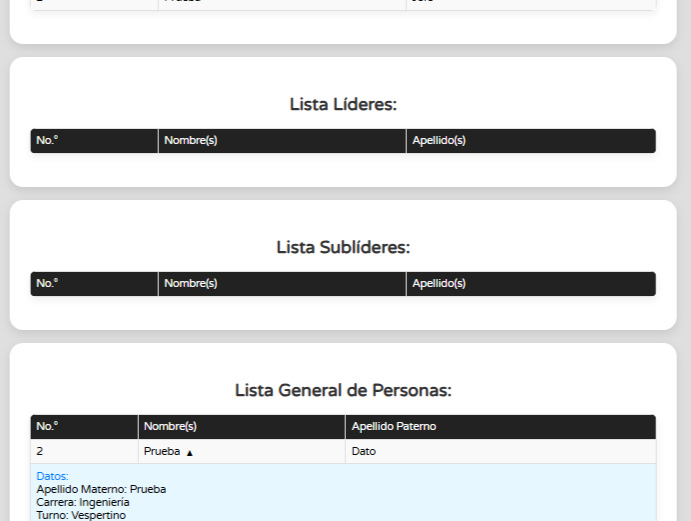 Lista Líderes:
No.° Nombre(s) Apellido(s)
Lista Sublíderes:
No.° Nombre(s) Apellido(s)
Lista General de Personas:
No.° Nombre(s) Apellido Paterno
2 Prueba ▲ Dato
Datos:
Apellido Materno: Prueba
Carrera: Ingeniería
Turno: Vespertino